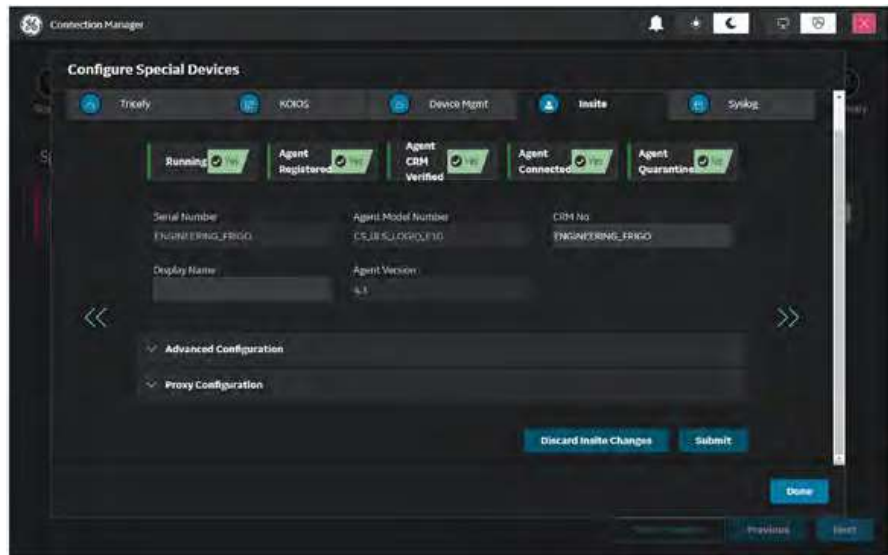 Connection Manager
Configure Special Devices
Tricefy
KOIOS
Device Mgmt
Insite
Syslog
Running Yes
Agent Registered Yes
Agent CRM Verified Yes
Agent Connected Yes
Agent Quarantine No
Serial Number
Agent Model Number
CRM No
ENGINEERING_FRIGO
ENGINEERING_FRIGO
Display Name
Agent Version
Advanced Configuration
Proxy Configuration
Discard Insite Changes
Submit
Done
Previous
Next